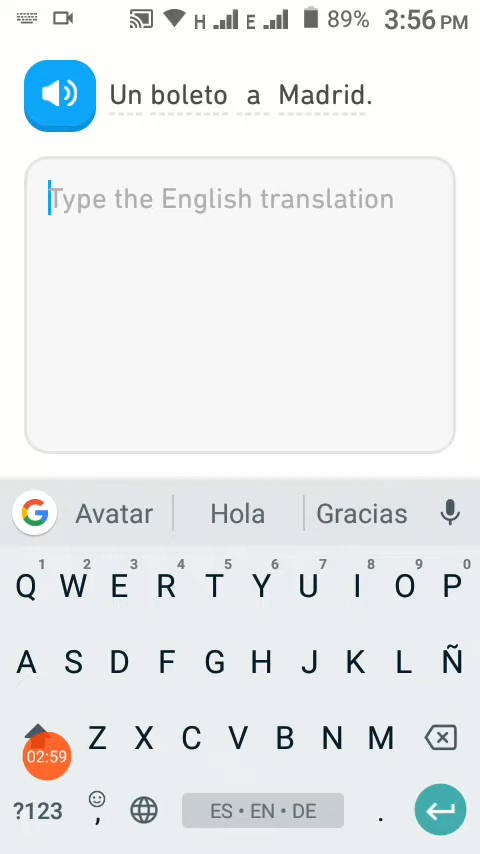 H E 89% 3:56 PM
Un boleto a Madrid.
Type the English translation
Avatar Hola Gracias
1 2 3 4 5 6 7 8 9 0
Q W E R T Y U I O P
A S D F G H J K L Ñ
Z X C V B N M
02:59
?123 , ES • EN • DE .